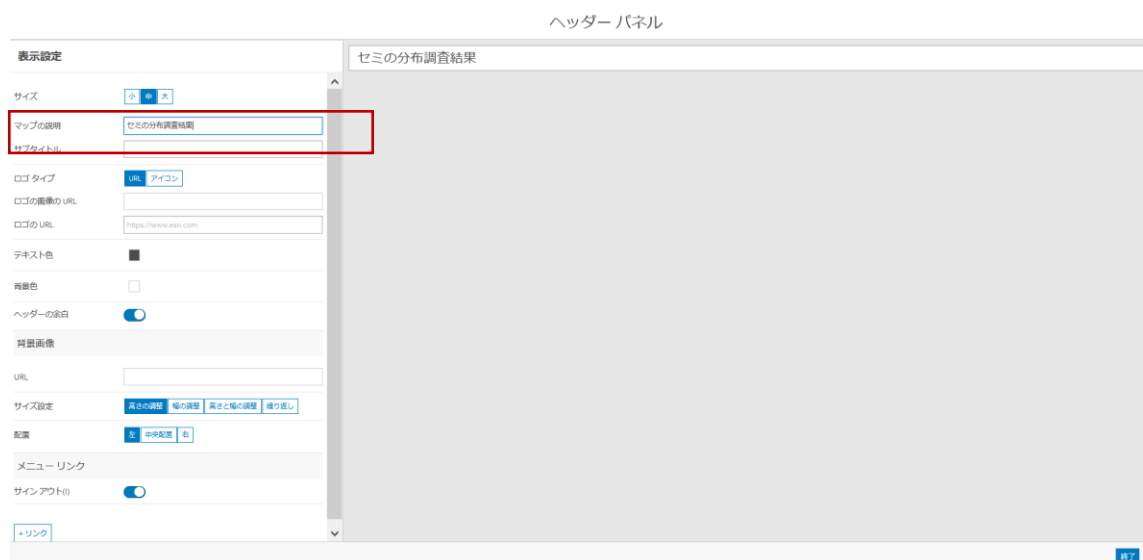 ヘッダー パネル
表示設定
セミの分布調査結果
サイズ 小 中 大
マップの説明 セミの分布調査結果
サブタイトル
ロゴ タイプ URL アイコン
ロゴの画像の URL
ロゴの URL https://www.esri.com
テキスト色
背景色
ヘッダーの余白
背景画像
URL
サイズ設定 高さの調整 幅の調整 高さと幅の調整 繰り返し
配置 左 中央配置 右
メニュー リンク
サイン アウト(I)
+ リンク
終了